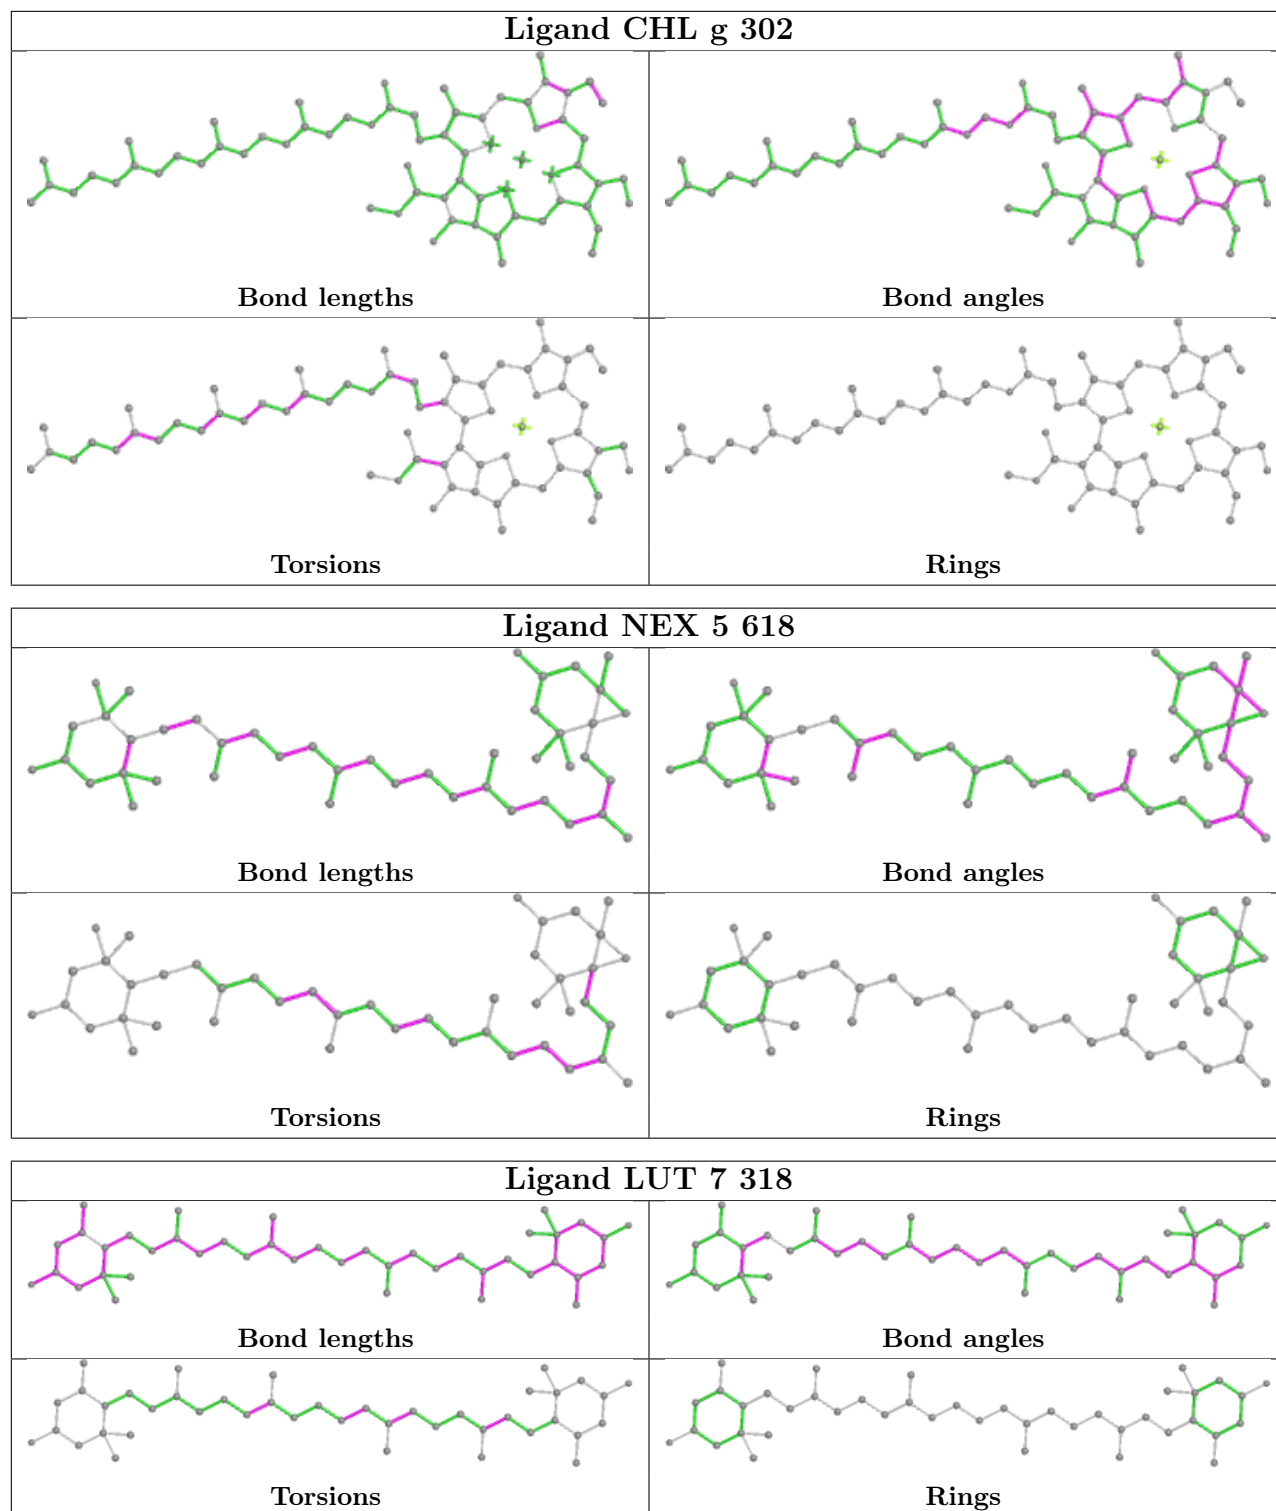 Ligand CHL g 302
Bond lengths
Bond angles
Torsions
Rings
Ligand NEX 5 618
Bond lengths
Bond angles
Torsions
Rings
Ligand LUT 7 318
Bond lengths
Bond angles
Torsions
Rings